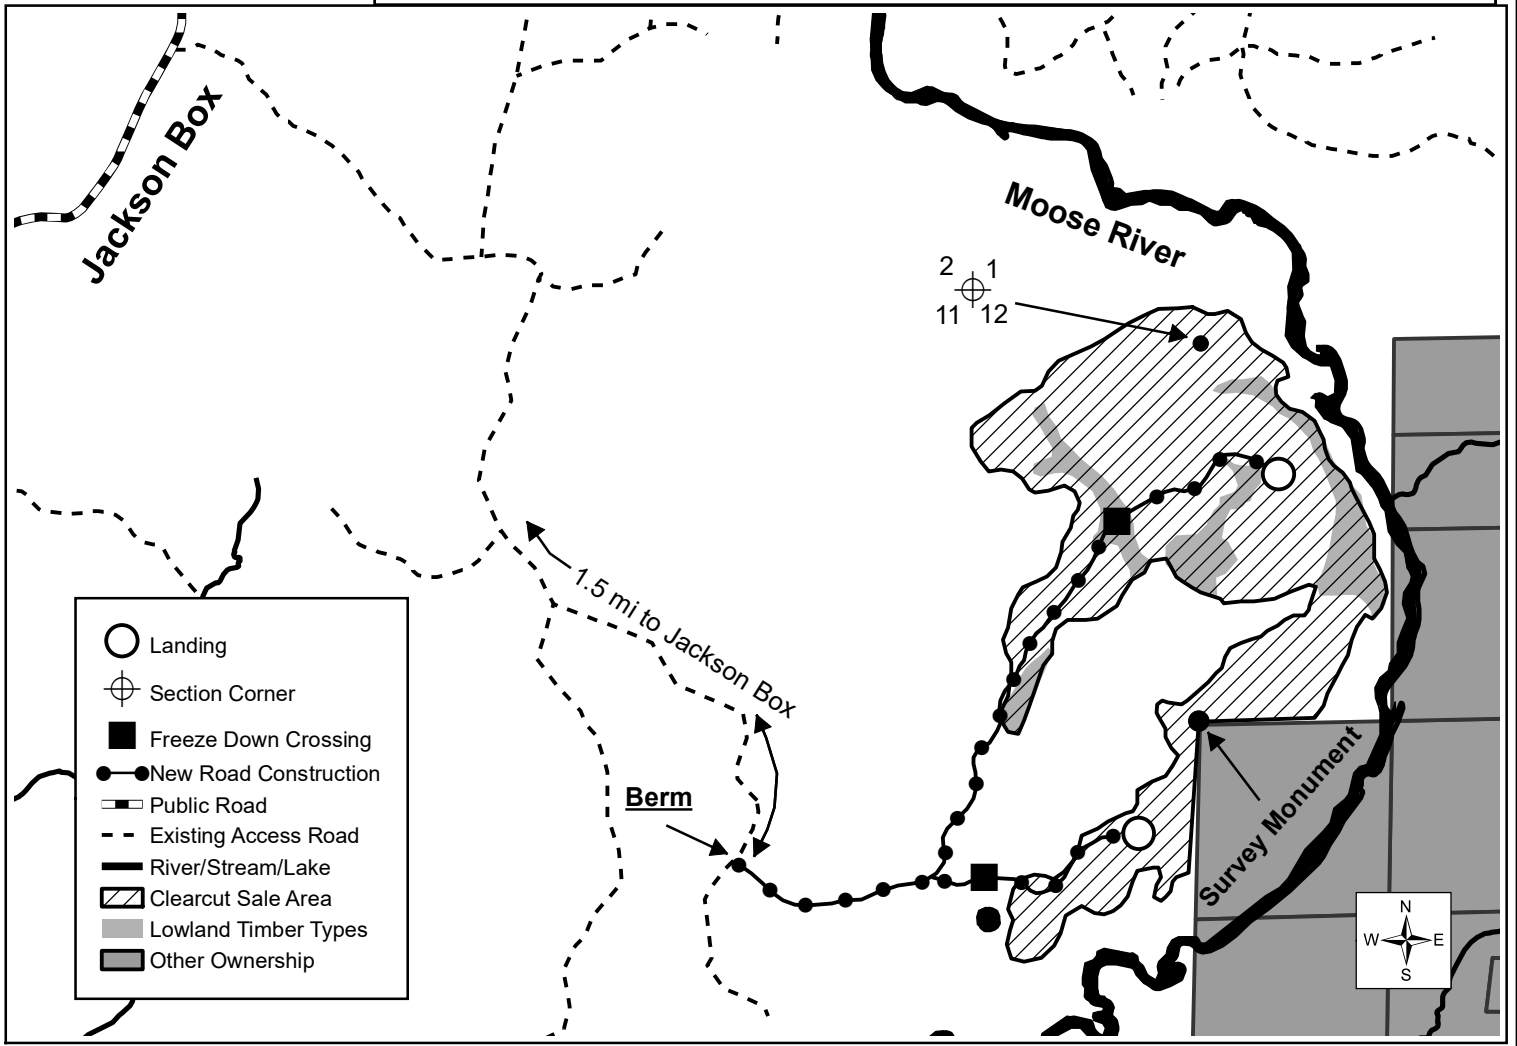 Jackson Box
Moose River
2 1
11 12
1.5 mi to Jackson Box
Berm
Survey Monument
Landing
Section Corner
Freeze Down Crossing
New Road Construction
Public Road
Existing Access Road
River/Stream/Lake
Clearcut Sale Area
Lowland Timber Types
Other Ownership
N
W E
S